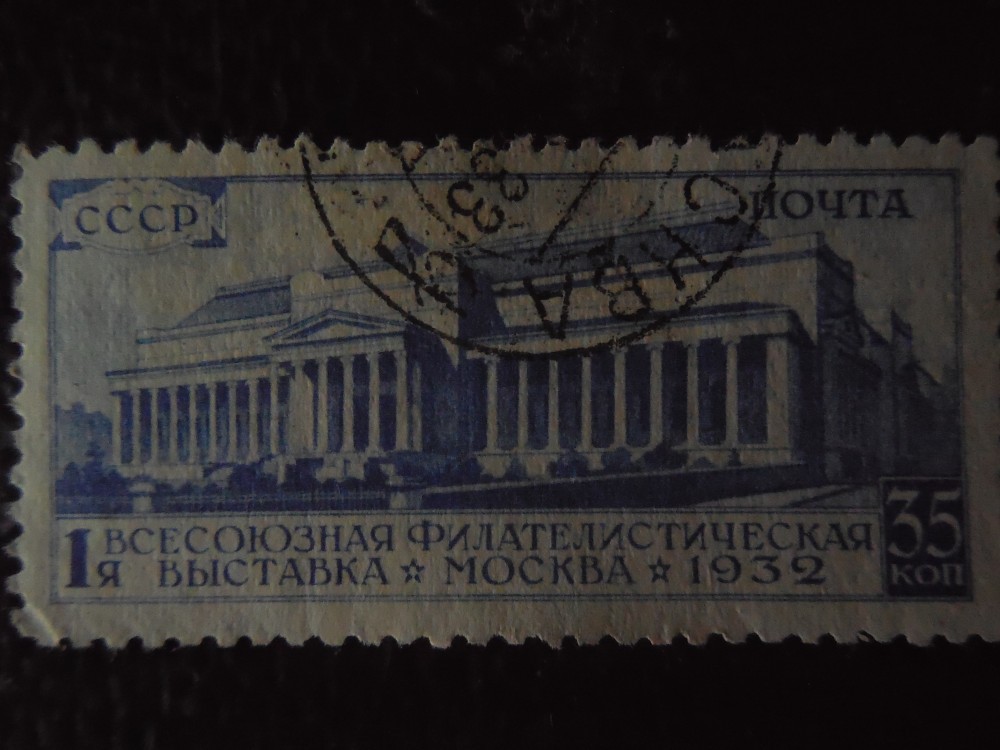 СССР
ПОЧТА
1Я ВСЕСОЮЗНАЯ ФИЛАТЕЛИСТИЧЕСКАЯ
ВЫСТАВКА ☆ МОСКВА ☆ 1932
35
КОП